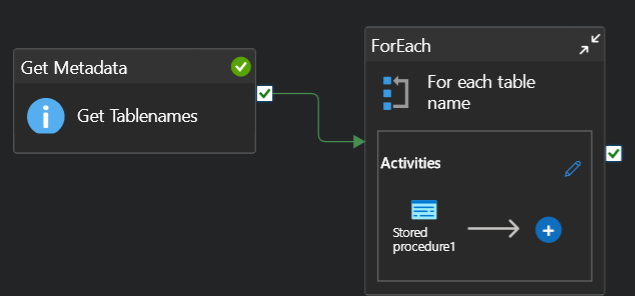 Get Metadata
Get Tablenames
ForEach
For each table
name
Activities
Stored
procedure1